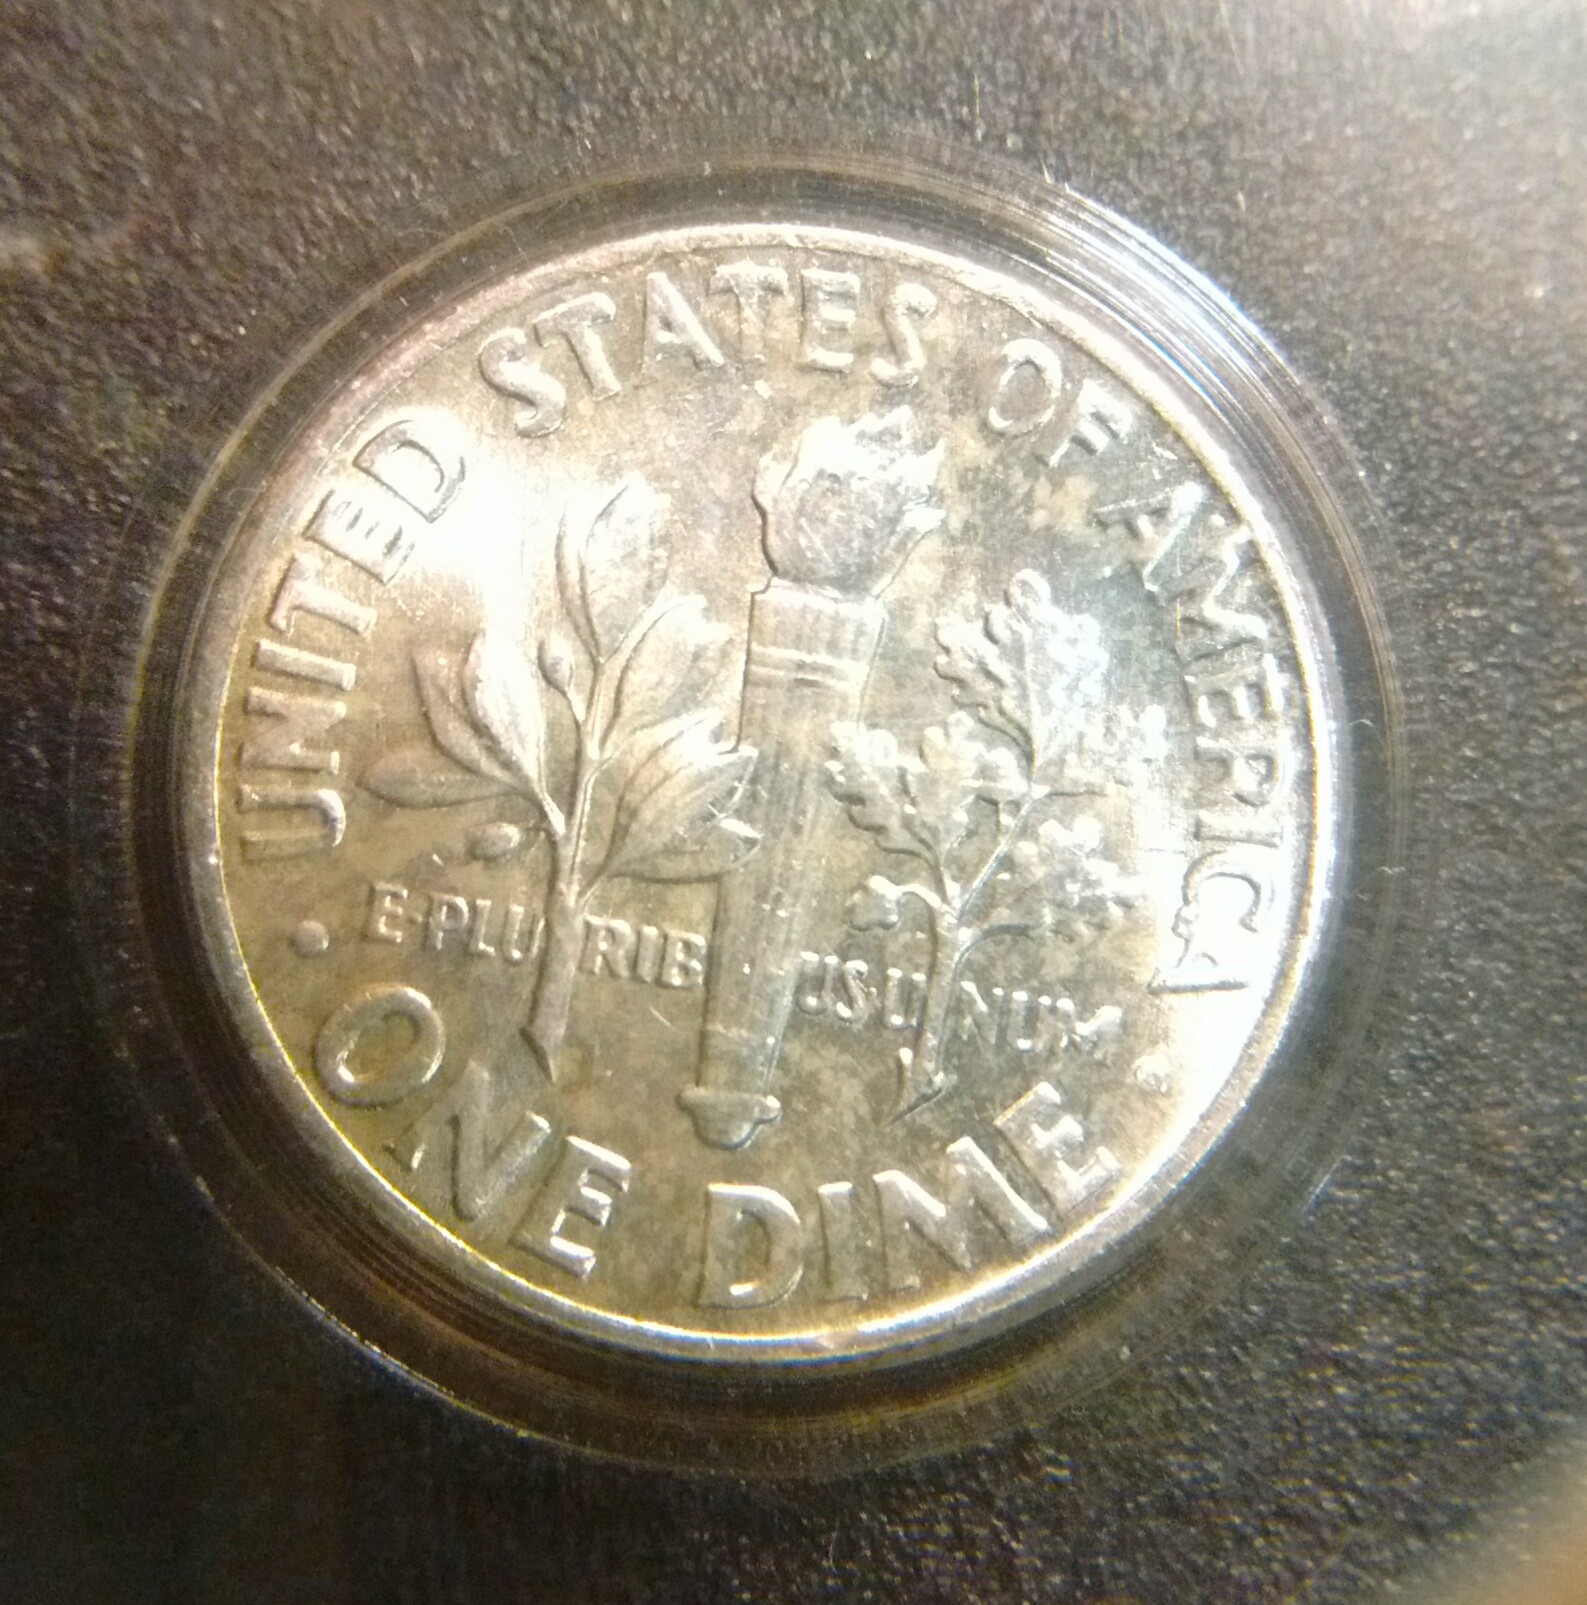 UNITED STATES OF AMERICA
E·PLURIBUS·UNUM
ONE DIME